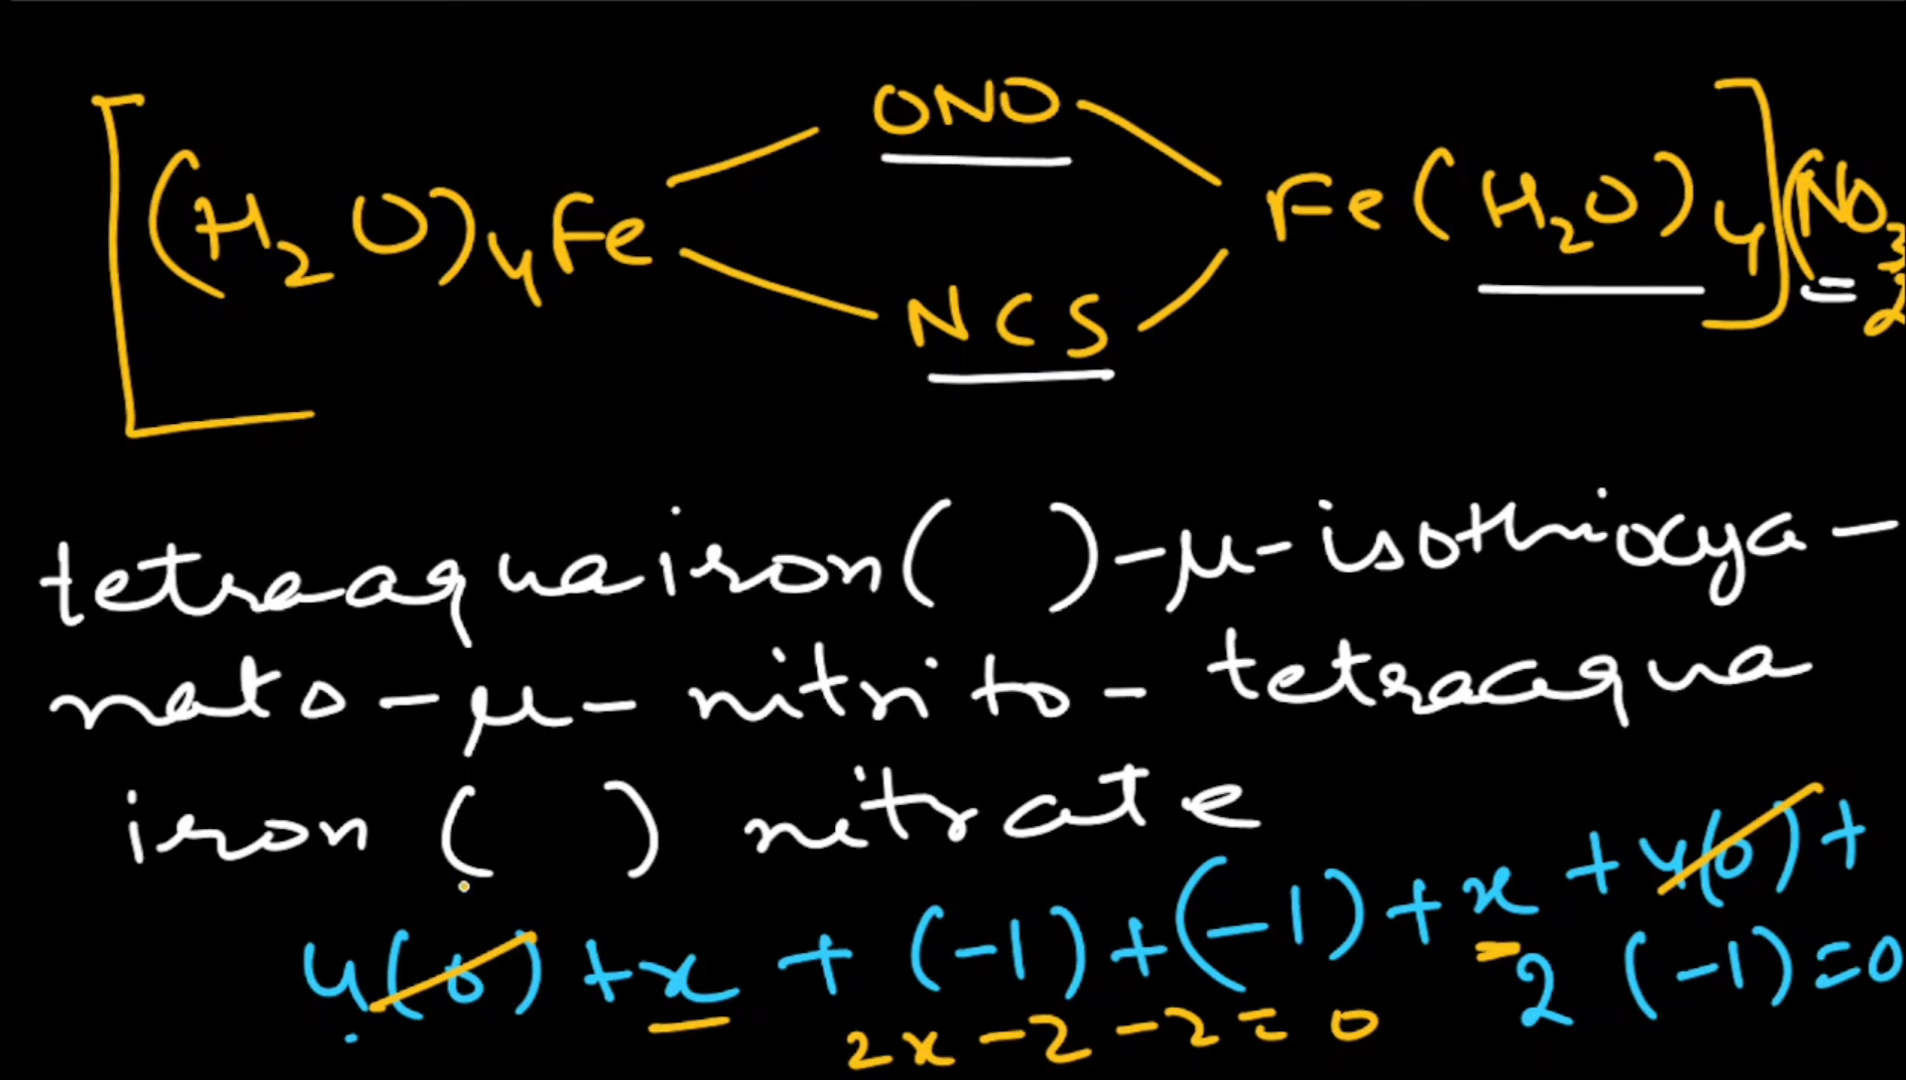 ONO
[(H₂O)₄Fe Fe(H₂O)₄](NO₃)₂
NCS
tetraaquairon( )-μ-isothiocya-
nato-μ-nitrito-tetraaqua
iron ( ) nitrate
4(0) + x + (-1) + (-1) + x + 4(0) +
2 (-1) = 0
2x - 2 - 2 = 0